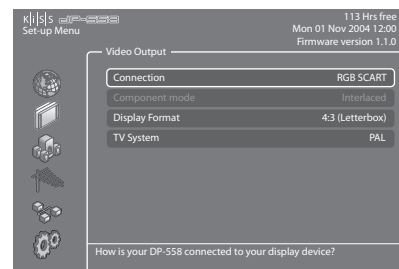 KiSS DP-558
113 Hrs free
Set-up Menu
Mon 01 Nov 2004 12:00
Firmware version 1.1.0
Video Output
Connection RGB SCART
Component mode Interlaced
Display Format 4:3 (Letterbox)
TV System PAL
How is your DP-558 connected to your display device?